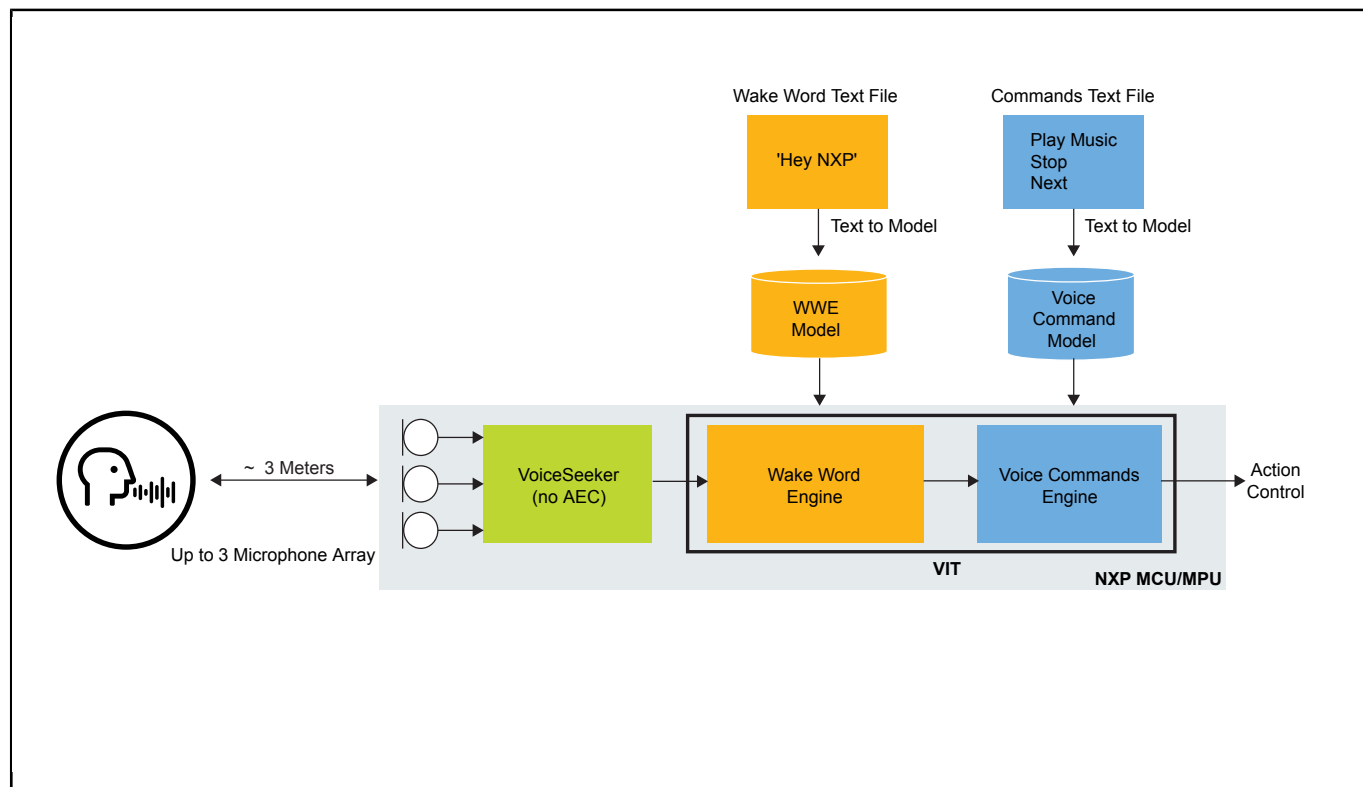 Wake Word Text File
Commands Text File
'Hey NXP'
Play Music
Stop
Next
Text to Model
Text to Model
WWE
Model
Voice
Command
Model
~ 3 Meters
Up to 3 Microphone Array
VoiceSeeker
(no AEC)
Wake Word
Engine
Voice Commands
Engine
Action
Control
VIT
NXP MCU/MPU